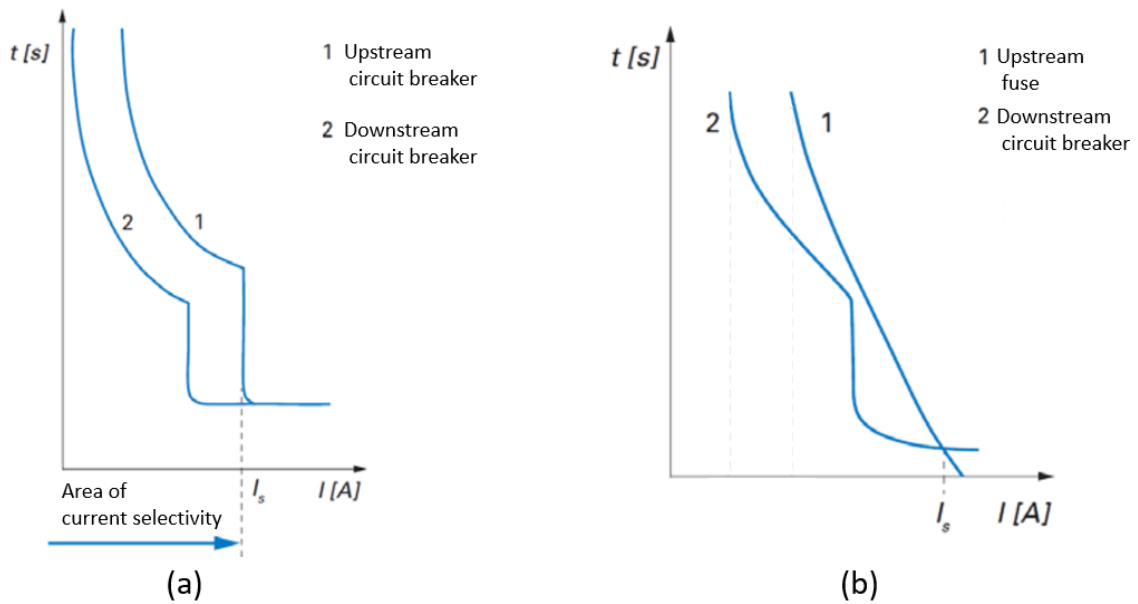 t [s]
1 Upstream
circuit breaker
2 Downstream
circuit breaker
2
1
Area of
current selectivity
Is
I [A]
(a)
t [s]
1 Upstream
fuse
2 Downstream
circuit breaker
2
1
Is
I [A]
(b)